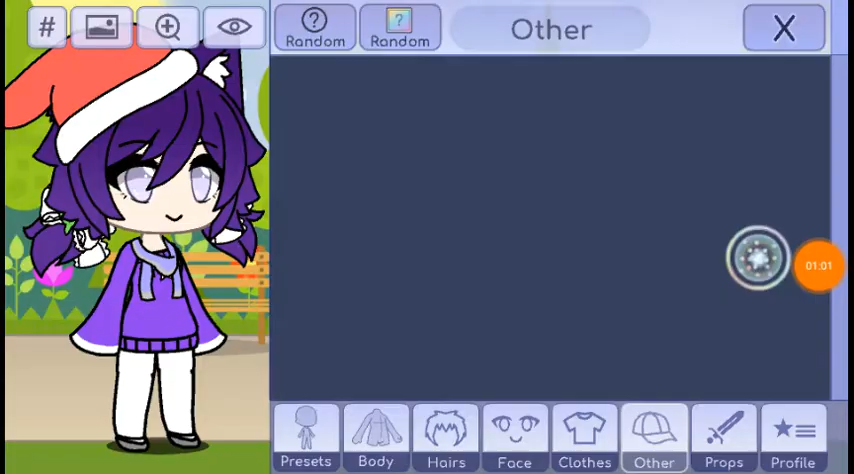 #
Random
Random
Other
X
01:01
Presets
Body
Hairs
Face
Clothes
Other
Props
Profile